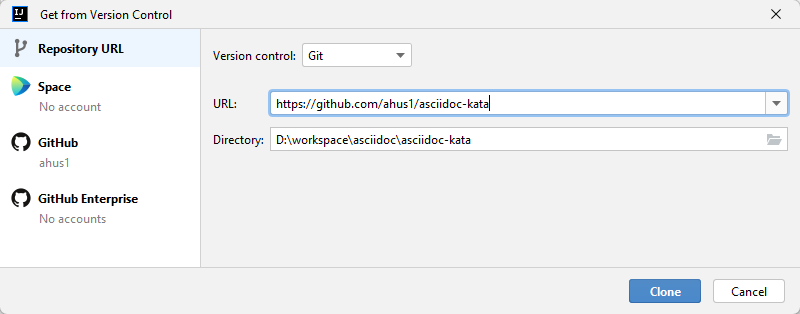 IJ
Get from Version Control
Repository URL
Space
No account
GitHub
ahus1
GitHub Enterprise
No accounts
Version control: Git
URL: https://github.com/ahus1/asciidoc-kata
Directory: D:\workspace\asciidoc\asciidoc-kata
Clone Cancel